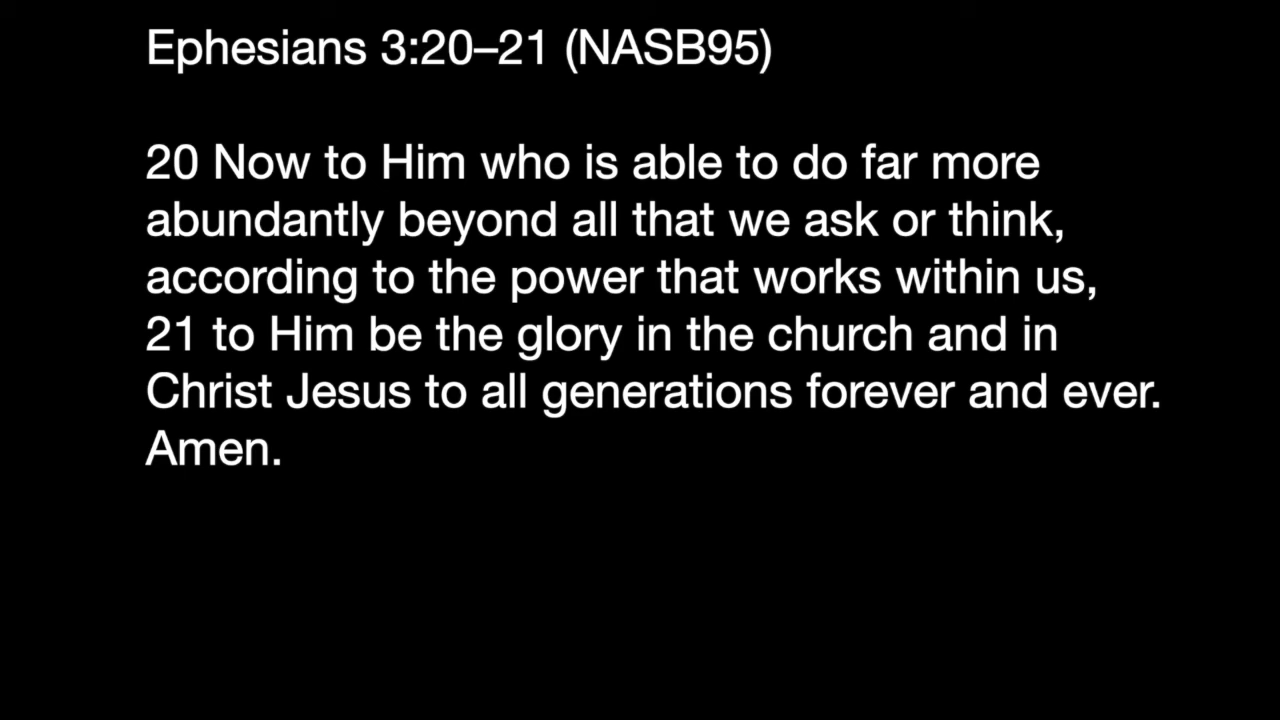 Ephesians 3:20–21 (NASB95)
20 Now to Him who is able to do far more
abundantly beyond all that we ask or think,
according to the power that works within us,
21 to Him be the glory in the church and in
Christ Jesus to all generations forever and ever.
Amen.